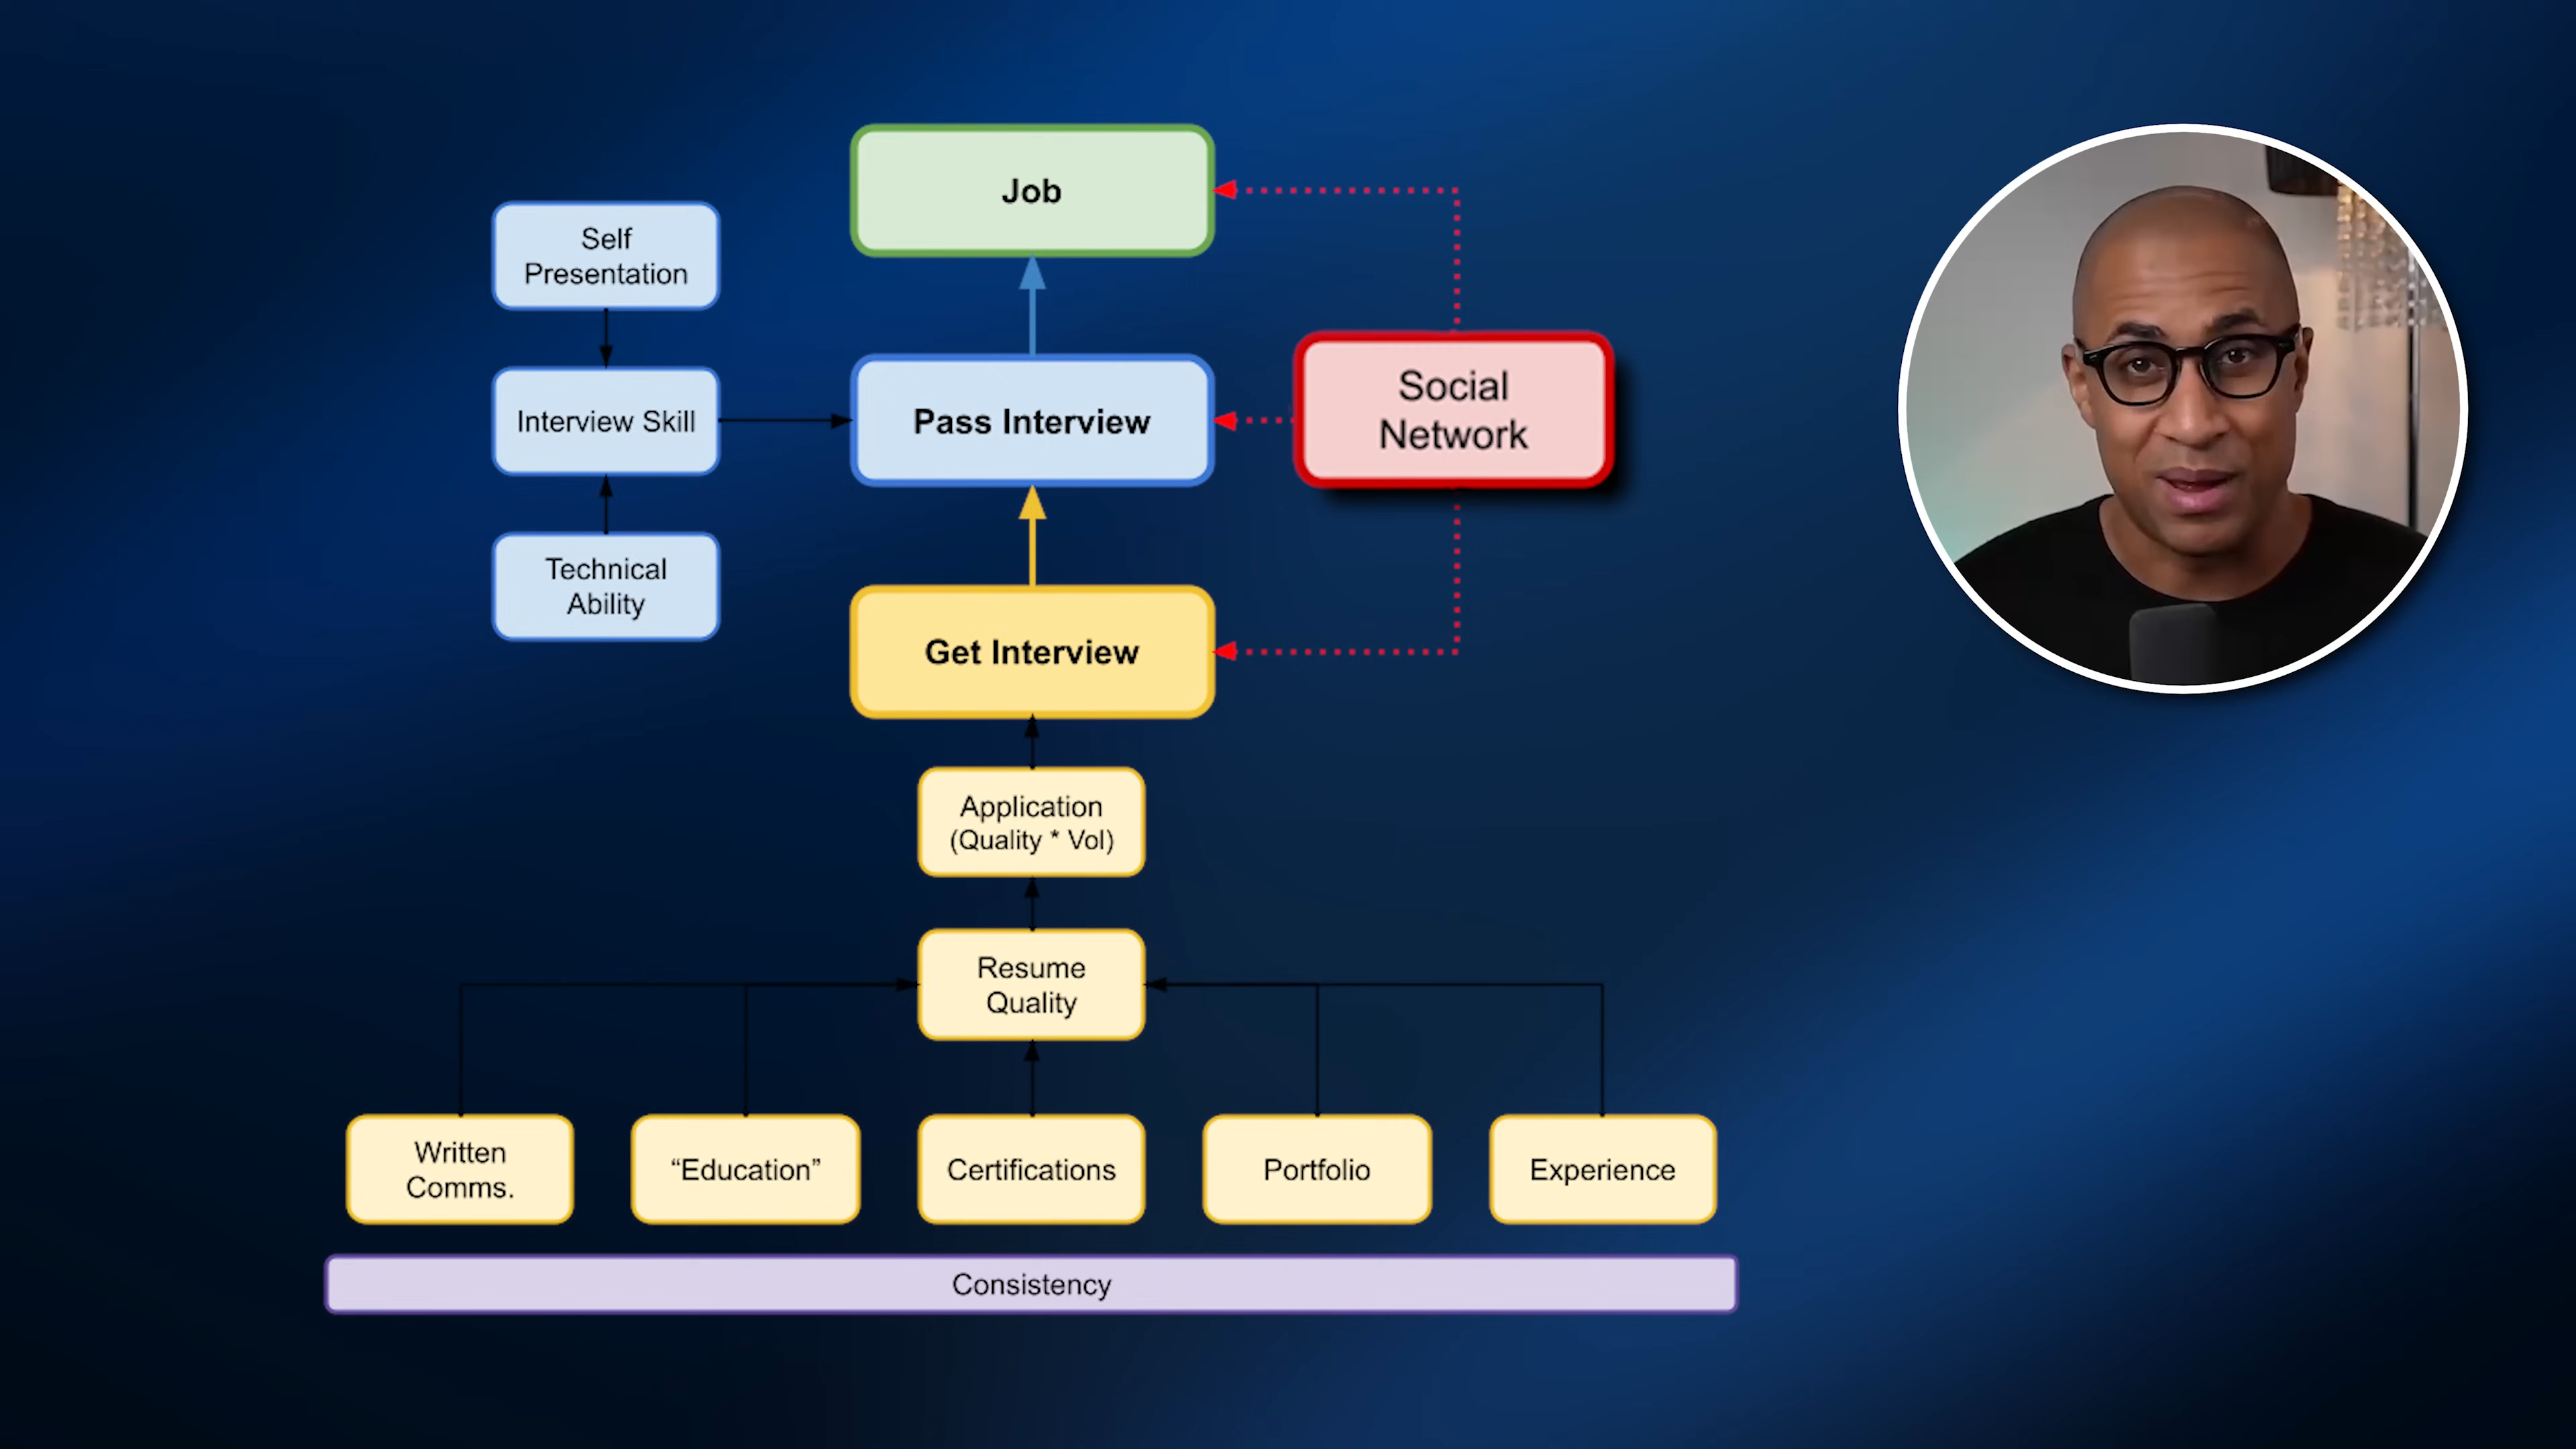 Job
Self
Presentation
Social
Network
Interview Skill
Pass Interview
Technical
Ability
Get Interview
Application
(Quality * Vol)
Resume
Quality
Written
Comms.
“Education”
Certifications
Portfolio
Experience
Consistency